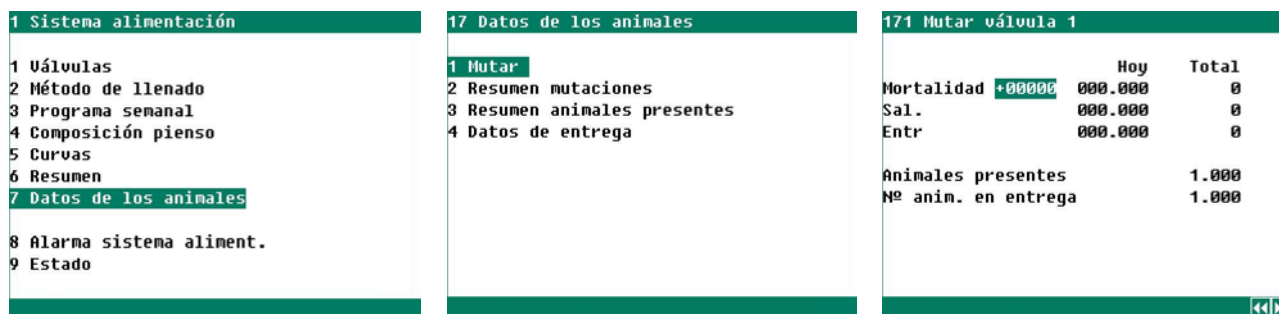 1 Sistema alimentación
1 Válvulas
2 Método de llenado
3 Programa semanal
4 Composición pienso
5 Curvas
6 Resumen
7 Datos de los animales
8 Alarma sistema aliment.
9 Estado
17 Datos de los animales
1 Mutar
2 Resumen mutaciones
3 Resumen animales presentes
4 Datos de entrega
171 Mutar válvula 1
Hoy Total
Mortalidad +00000 000.000 0
Sal. 000.000 0
Entr 000.000 0
Animales presentes 1.000
Nº anim. en entrega 1.000